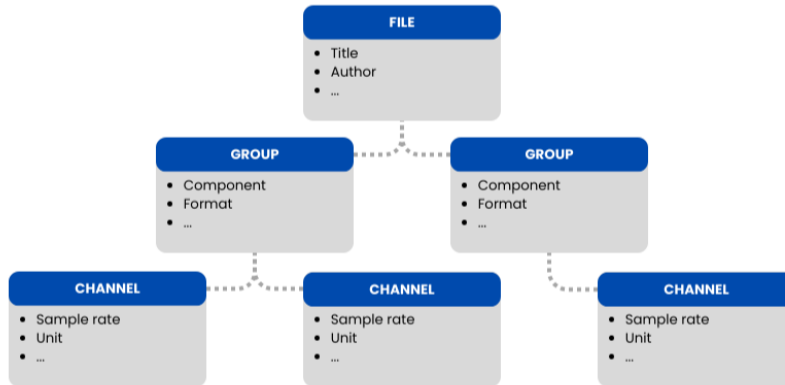 FILE
• Title
• Author
• ...
GROUP
• Component
• Format
• ...
GROUP
• Component
• Format
• ...
CHANNEL
• Sample rate
• Unit
• ...
CHANNEL
• Sample rate
• Unit
• ...
CHANNEL
• Sample rate
• Unit
• ...